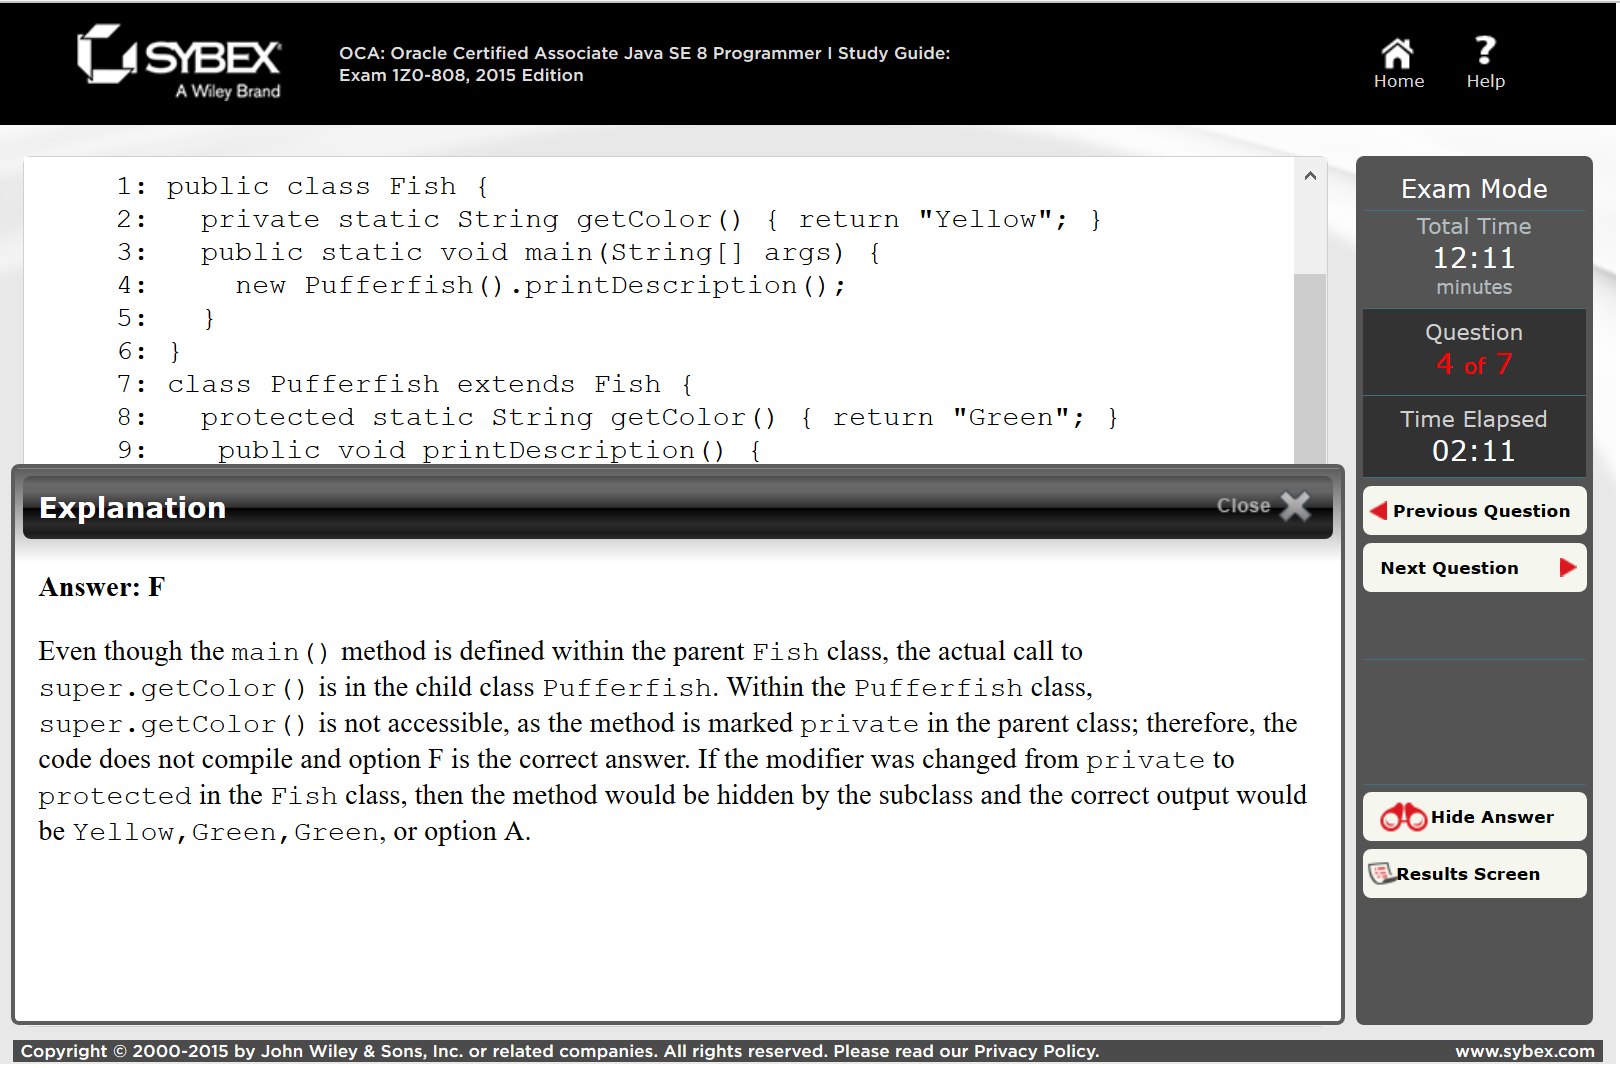 SYBEX
A Wiley Brand
OCA: Oracle Certified Associate Java SE 8 Programmer I Study Guide:
Exam 1Z0-808, 2015 Edition
Home
Help
1: public class Fish {
2: private static String getColor() { return "Yellow"; }
3: public static void main(String[] args) {
4: new Pufferfish().printDescription();
5: }
6: }
7: class Pufferfish extends Fish {
8: protected static String getColor() { return "Green"; }
9: public void printDescription() {
Explanation
Close
Answer: F
Even though the main() method is defined within the parent Fish class, the actual call to
super.getColor() is in the child class Pufferfish. Within the Pufferfish class,
super.getColor() is not accessible, as the method is marked private in the parent class; therefore, the
code does not compile and option F is the correct answer. If the modifier was changed from private to
protected in the Fish class, then the method would be hidden by the subclass and the correct output would
be Yellow,Green,Green, or option A.
Exam Mode
Total Time
12:11
minutes
Question
4 of 7
Time Elapsed
02:11
Previous Question
Next Question
Hide Answer
Results Screen
Copyright © 2000-2015 by John Wiley & Sons, Inc. or related companies. All rights reserved. Please read our Privacy Policy.
www.sybex.com